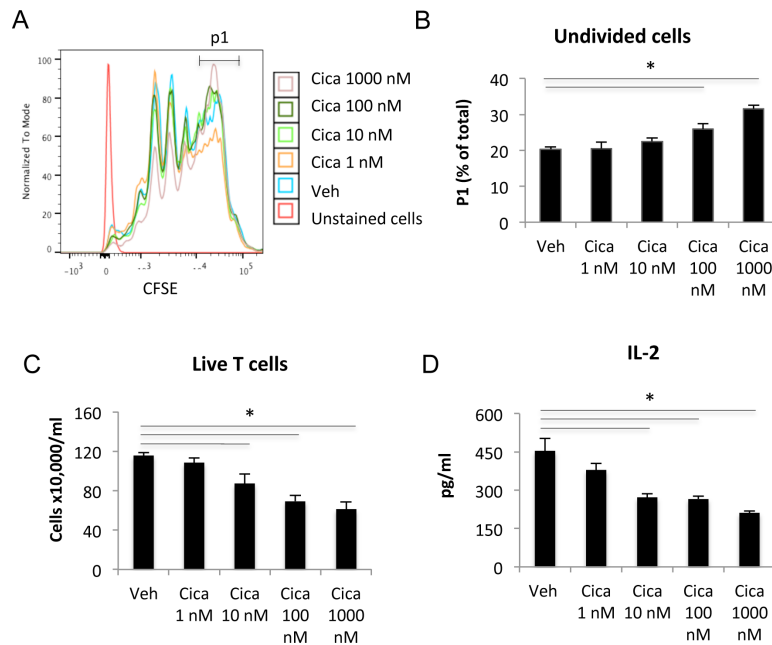 A
p1
Normalized To Mode
100
80
60
40
20
0
-10³
0
10⁵
CFSE
Cica 1000 nM
Cica 100 nM
Cica 10 nM
Cica 1 nM
Veh
Unstained cells
B
Undivided cells
*
P1 (% of total)
40
30
20
10
0
Veh
Cica
1 nM
Cica
10 nM
Cica
100
nM
Cica
1000
nM
C
Live T cells
*
Cells x10,000/ml
160
120
80
40
0
Veh
Cica
1 nM
Cica
10 nM
Cica
100
nM
Cica
1000
nM
D
IL-2
*
pg/ml
600
450
300
150
0
Veh
Cica
1 nM
Cica
10 nM
Cica
100
nM
Cica
1000 nM